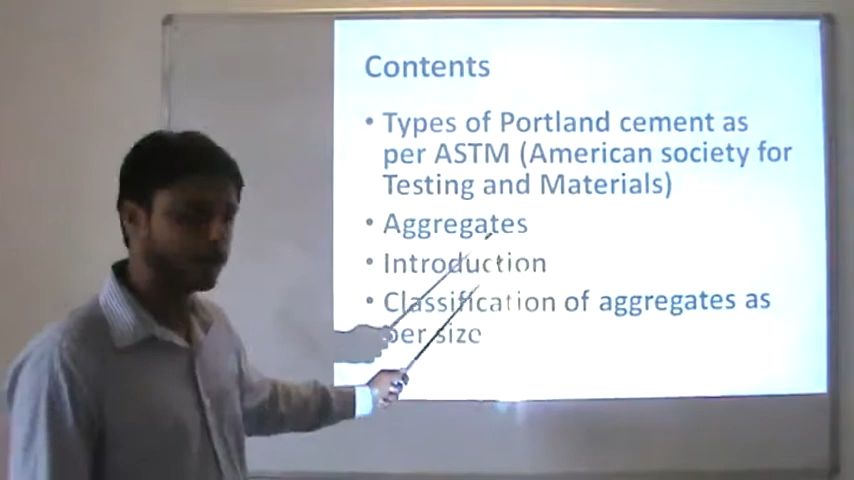 Contents
• Types of Portland cement as
per ASTM (American society for
Testing and Materials)
• Aggregates
• Introduction
• Classification of aggregates as
per size